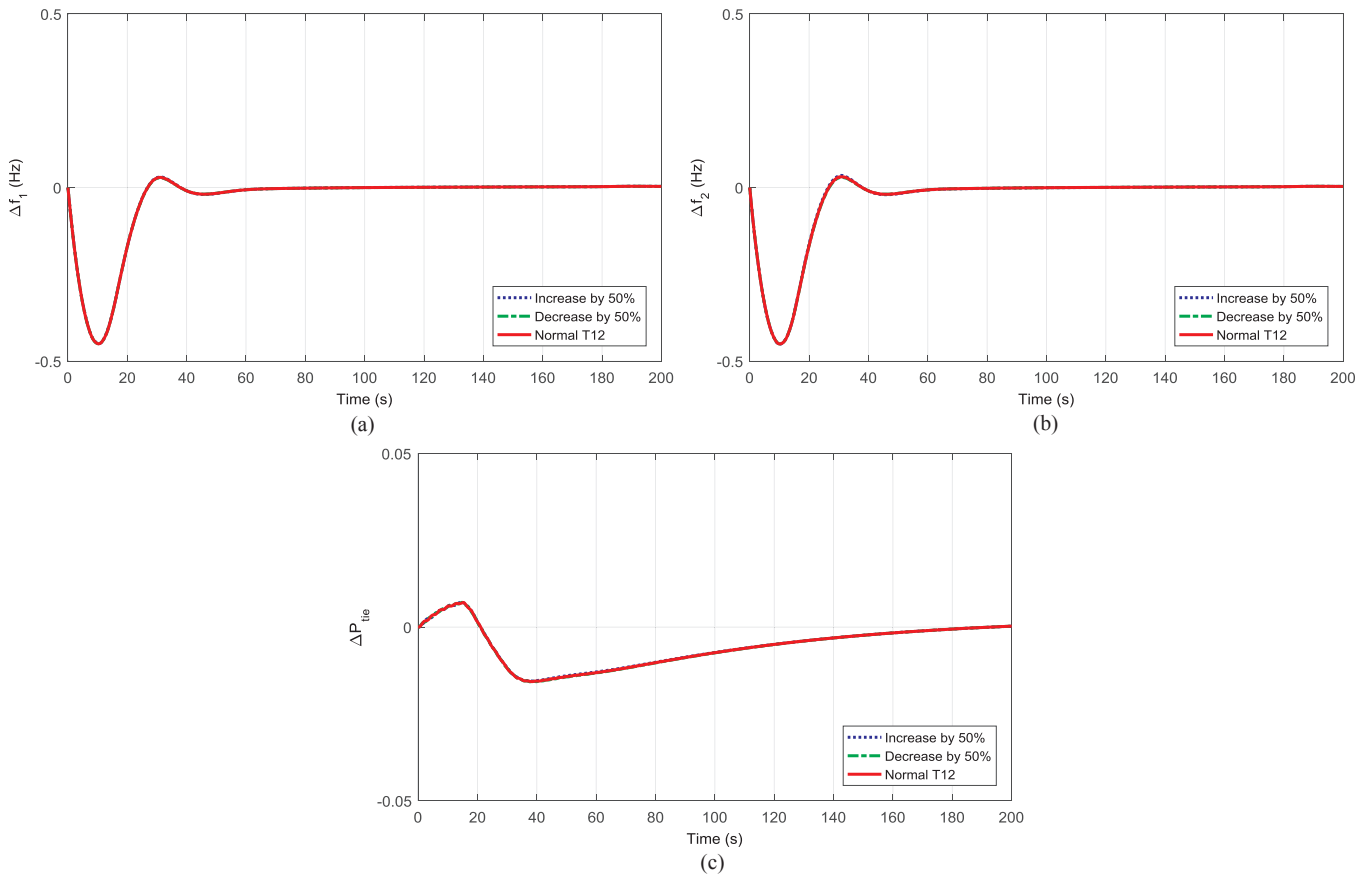 0.5
0
-0.5
Δf1 (Hz)
0 20 40 60 80 100 120 140 160 180 200
Time (s)
Increase by 50%
Decrease by 50%
Normal T12
(a)
0.5
0
-0.5
Δf2 (Hz)
0 20 40 60 80 100 120 140 160 180 200
Time (s)
Increase by 50%
Decrease by 50%
Normal T12
(b)
0.05
0
-0.05
ΔPtie
0 20 40 60 80 100 120 140 160 180 200
Time (s)
Increase by 50%
Decrease by 50%
Normal T12
(c)